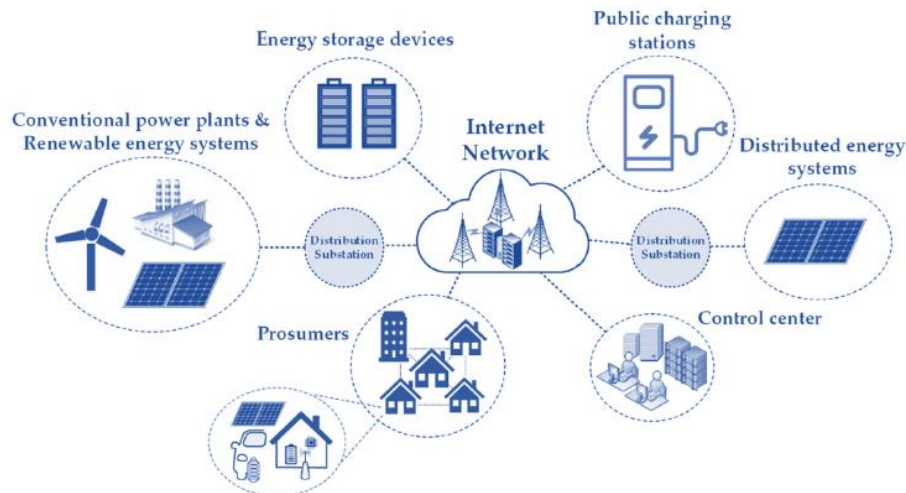 Energy storage devices
Public charging
stations
Conventional power plants &
Renewable energy systems
Internet
Network
Distributed energy
systems
Distribution
Substation
Distribution
Substation
Prosumers
Control center